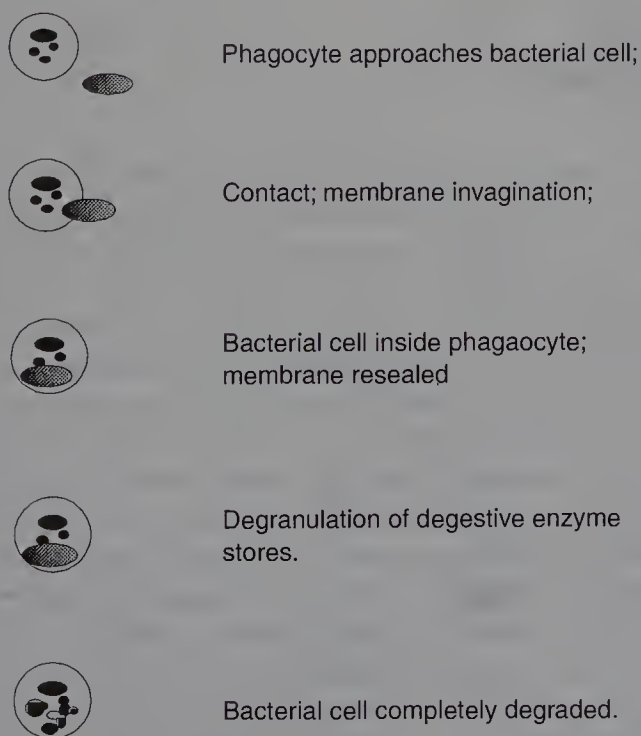 Phagocyte approaches bacterial cell;
Contact; membrane invagination;
Bacterial cell inside phagaocyte;
membrane resealed
Degranulation of degestive enzyme
stores.
Bacterial cell completely degraded.